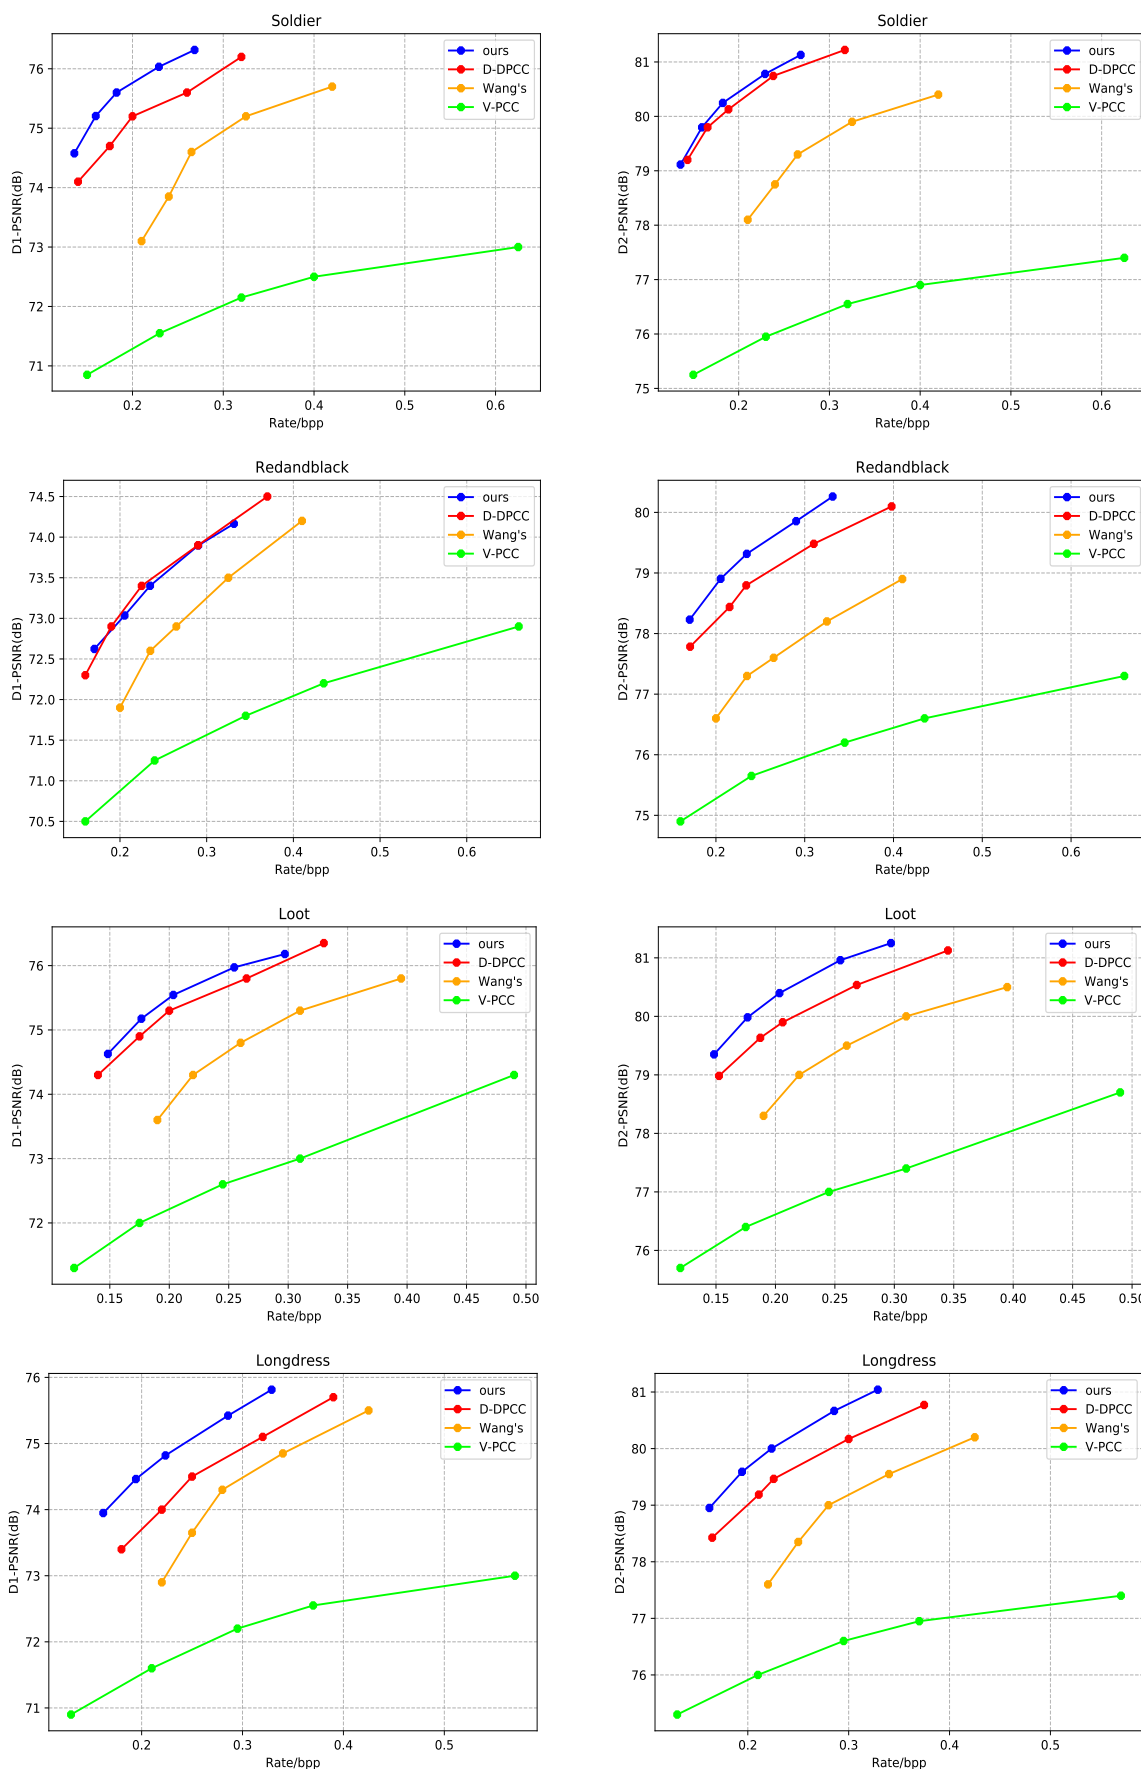 Soldier
D1-PSNR(dB)
76
75
74
73
72
71
ours
D-DPCC
Wang's
V-PCC
0.2 0.3 0.4 0.5 0.6
Rate/bpp
Soldier
D2-PSNR(dB)
81
80
79
78
77
76
75
ours
D-DPCC
Wang's
V-PCC
0.2 0.3 0.4 0.5 0.6
Rate/bpp
Redandblack
D1-PSNR(dB)
74.5
74.0
73.5
73.0
72.5
72.0
71.5
71.0
70.5
ours
D-DPCC
Wang's
V-PCC
0.2 0.3 0.4 0.5 0.6
Rate/bpp
Redandblack
D2-PSNR(dB)
80
79
78
77
76
75
ours
D-DPCC
Wang's
V-PCC
0.2 0.3 0.4 0.5 0.6
Rate/bpp
Loot
D1-PSNR(dB)
76
75
74
73
72
ours
D-DPCC
Wang's
V-PCC
0.15 0.20 0.25 0.30 0.35 0.40 0.45 0.50
Rate/bpp
Loot
D2-PSNR(dB)
81
80
79
78
77
76
ours
D-DPCC
Wang's
V-PCC
0.15 0.20 0.25 0.30 0.35 0.40 0.45 0.50
Rate/bpp
Longdress
D1-PSNR(dB)
76
75
74
73
72
71
ours
D-DPCC
Wang's
V-PCC
0.2 0.3 0.4 0.5
Rate/bpp
Longdress
D2-PSNR(dB)
81
80
79
78
77
76
ours
D-DPCC
Wang's
V-PCC
0.2 0.3 0.4 0.5
Rate/bpp